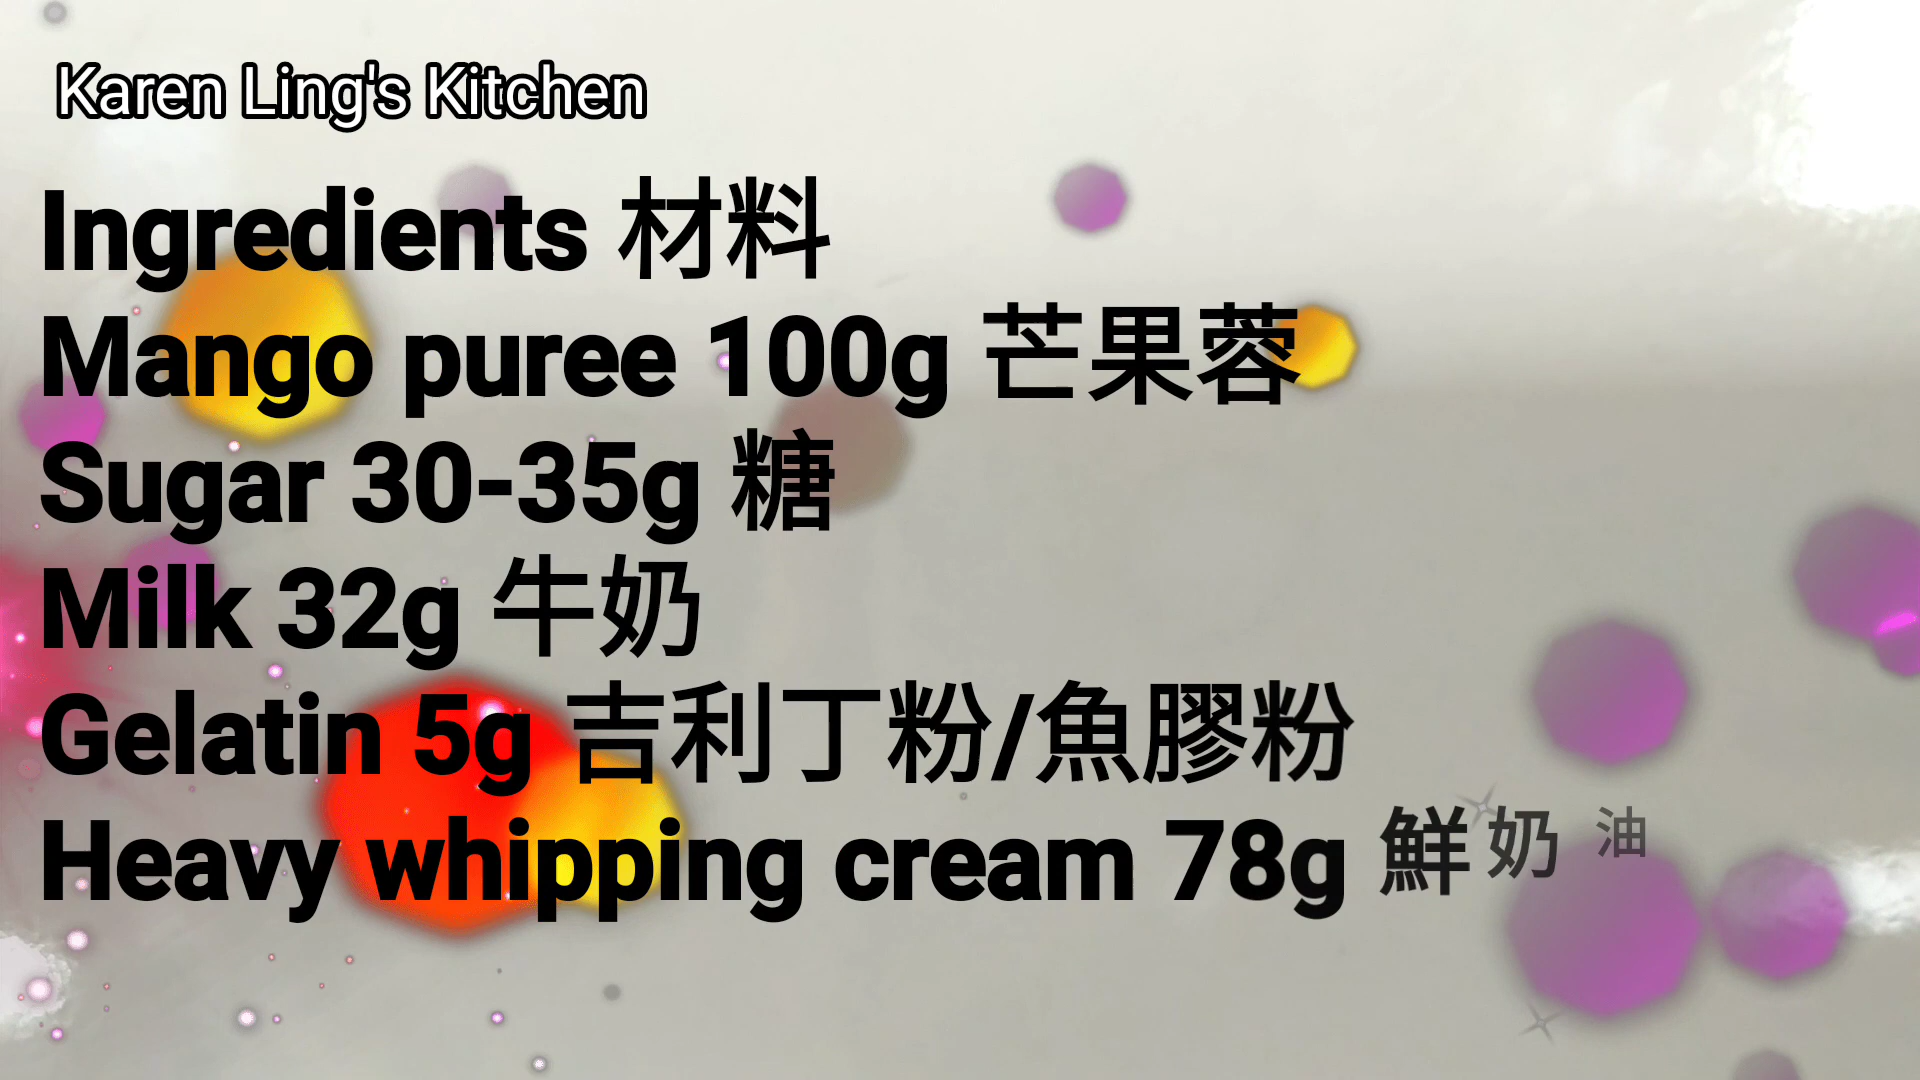 Karen Ling's Kitchen
Ingredients 材料
Mango puree 100g 芒果蓉
Sugar 30-35g 糖
Milk 32g 牛奶
Gelatin 5g 吉利丁粉/魚膠粉
Heavy whipping cream 78g 鮮奶油